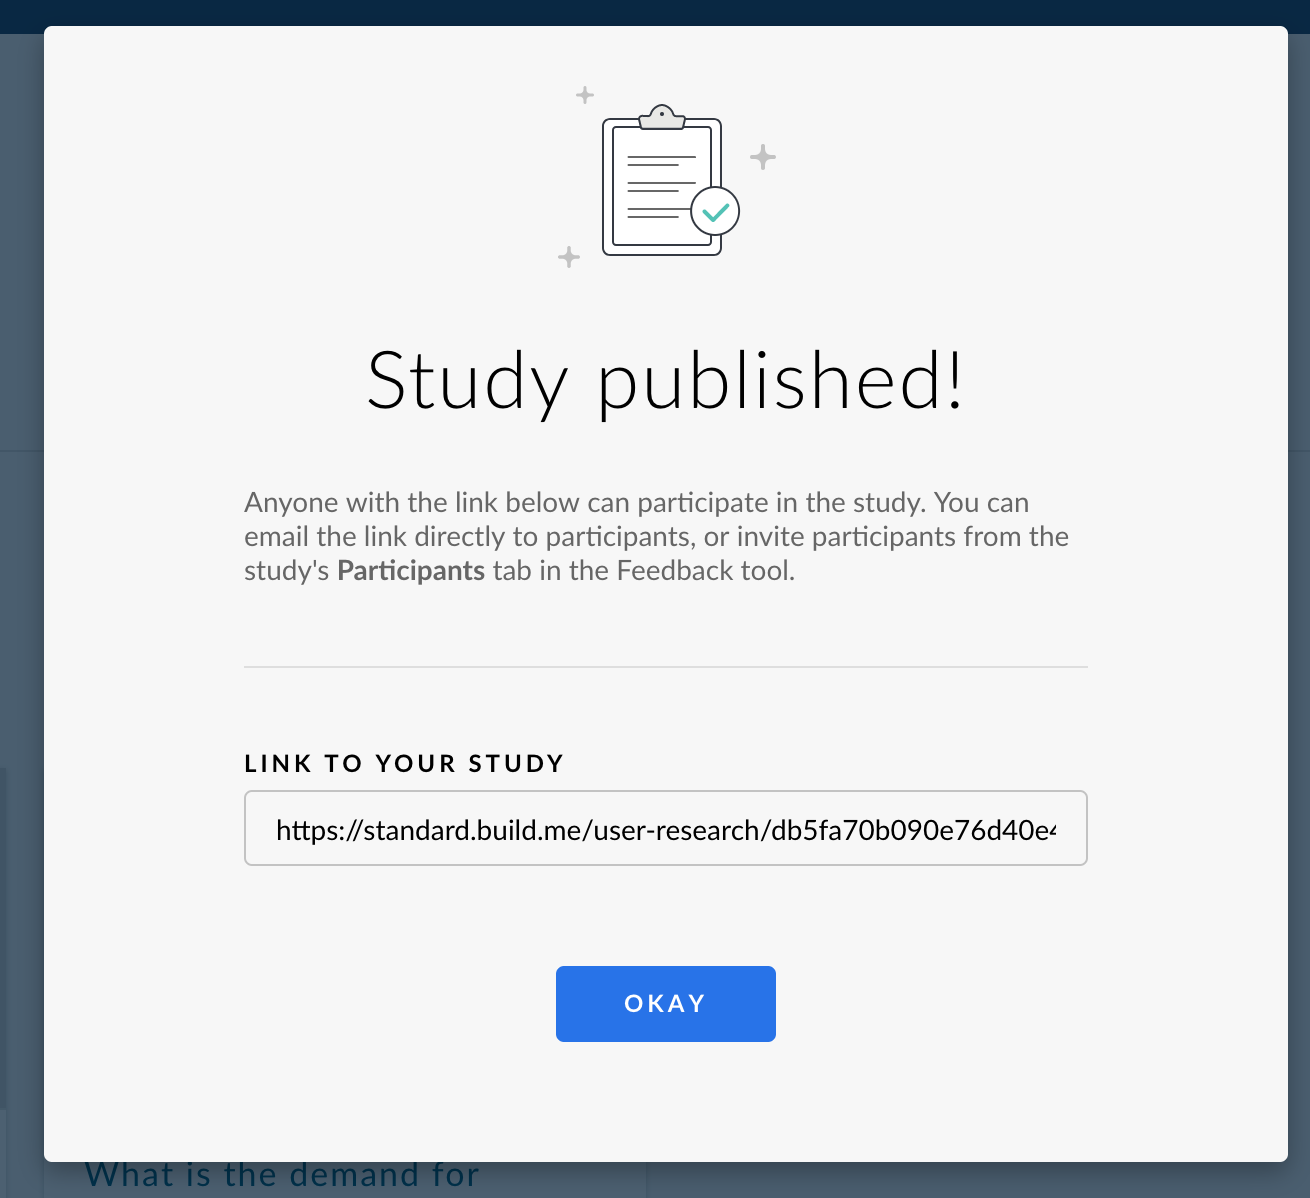 Study published!
Anyone with the link below can participate in the study. You can
email the link directly to participants, or invite participants from the
study's Participants tab in the Feedback tool.
LINK TO YOUR STUDY
https://standard.build.me/user-research/db5fa70b090e76d40e4
OKAY
What is the demand for